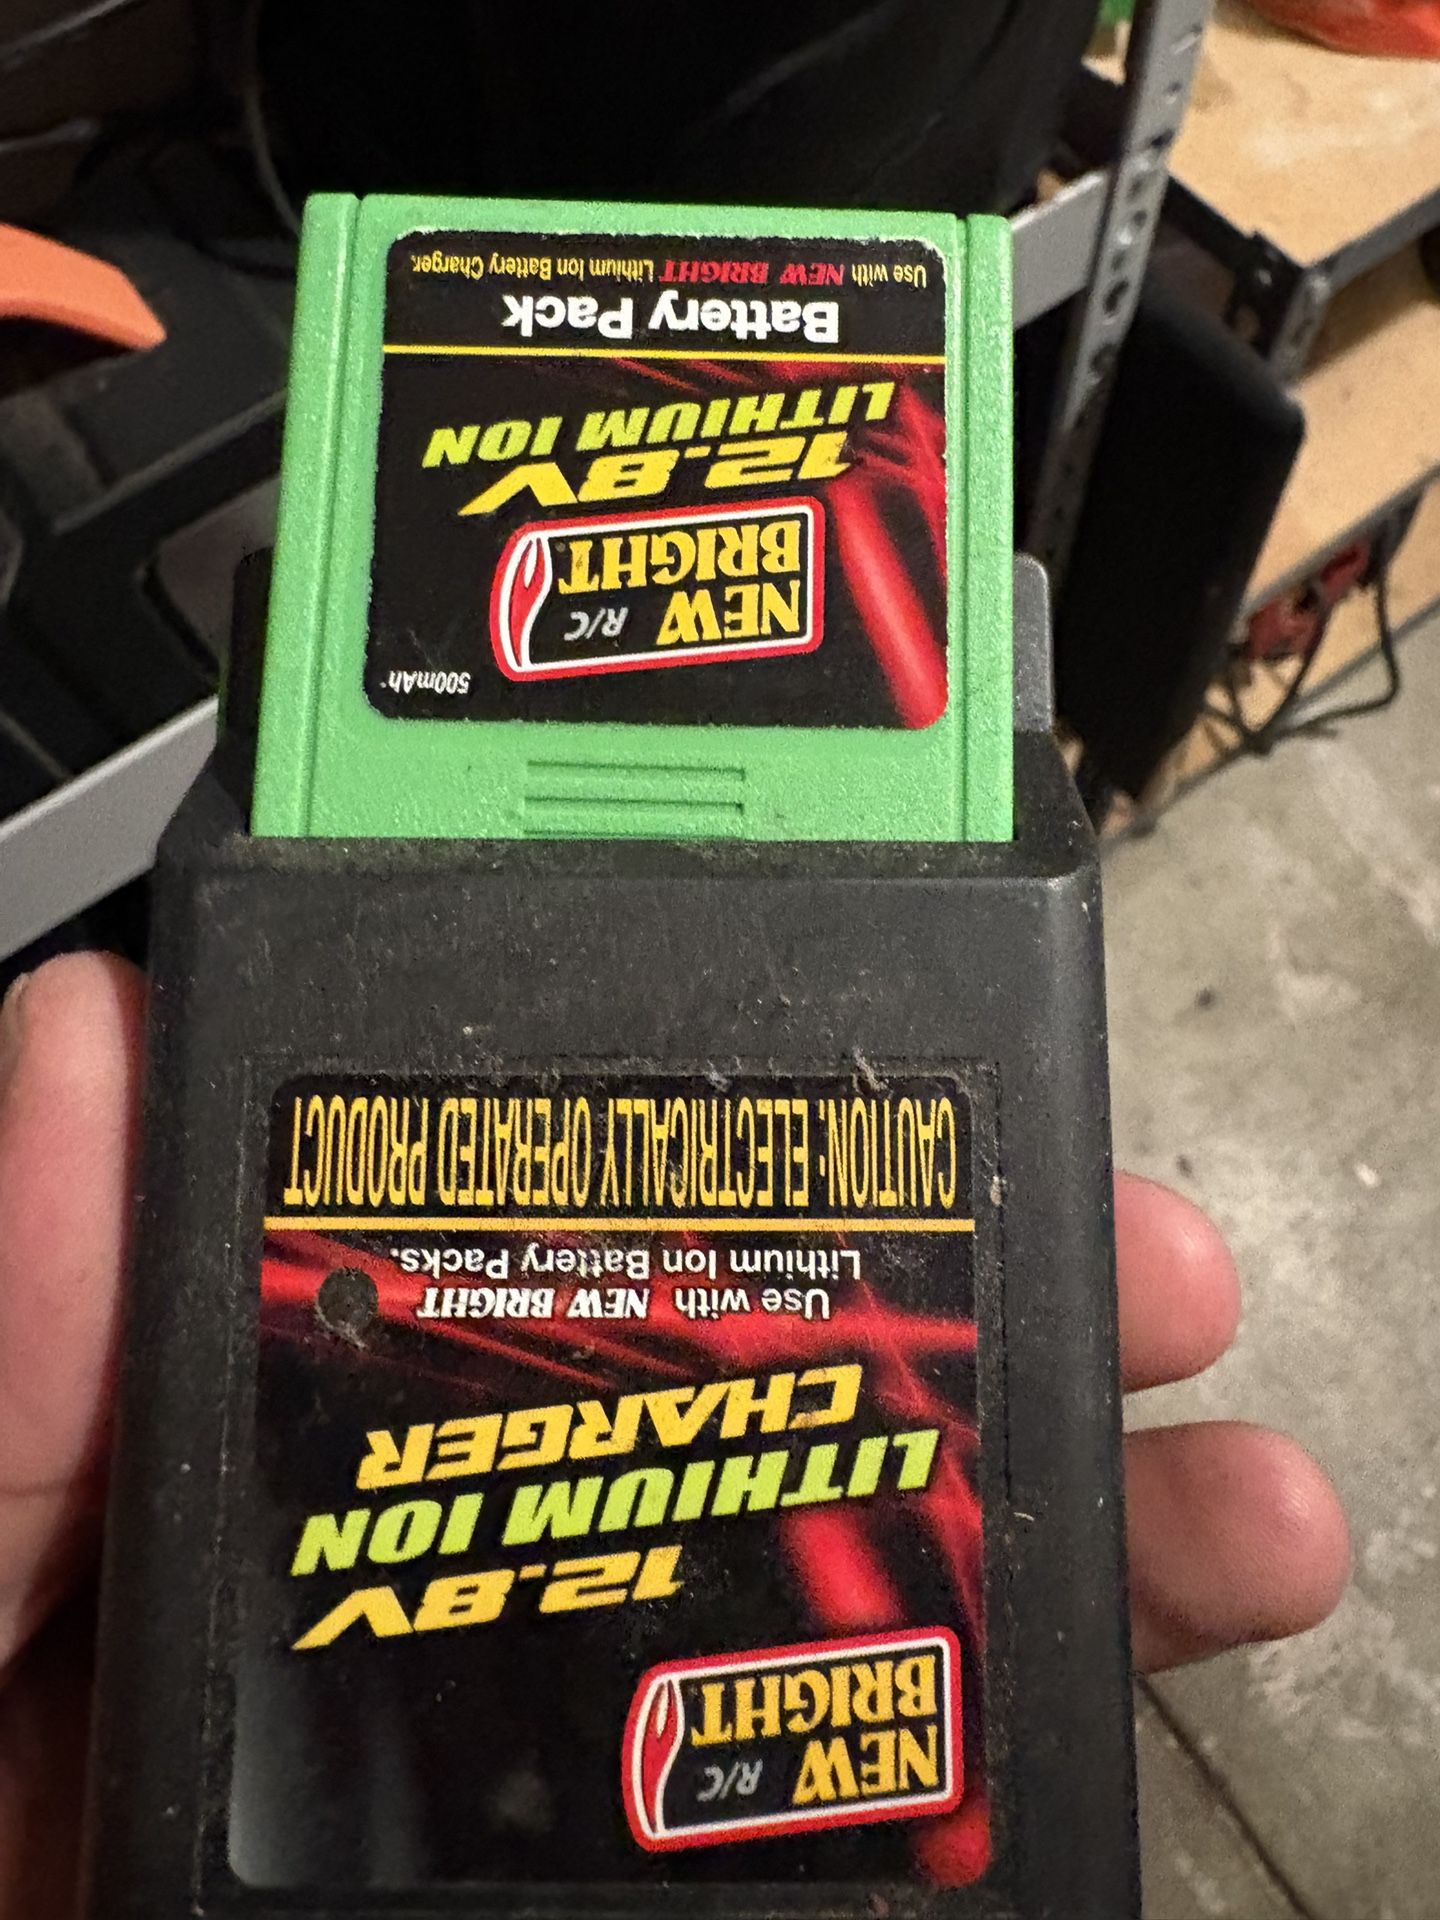 500mAh
NEW R/C
BRIGHT
12.8V
LITHIUM ION
Battery Pack
Use with NEW BRIGHT Lithium Ion Battery Charger.
NEW R/C
BRIGHT
12.8V
LITHIUM ION
CHARGER
Use with NEW BRIGHT
Lithium Ion Battery Packs.
CAUTION: ELECTRICALLY OPERATED PRODUCT